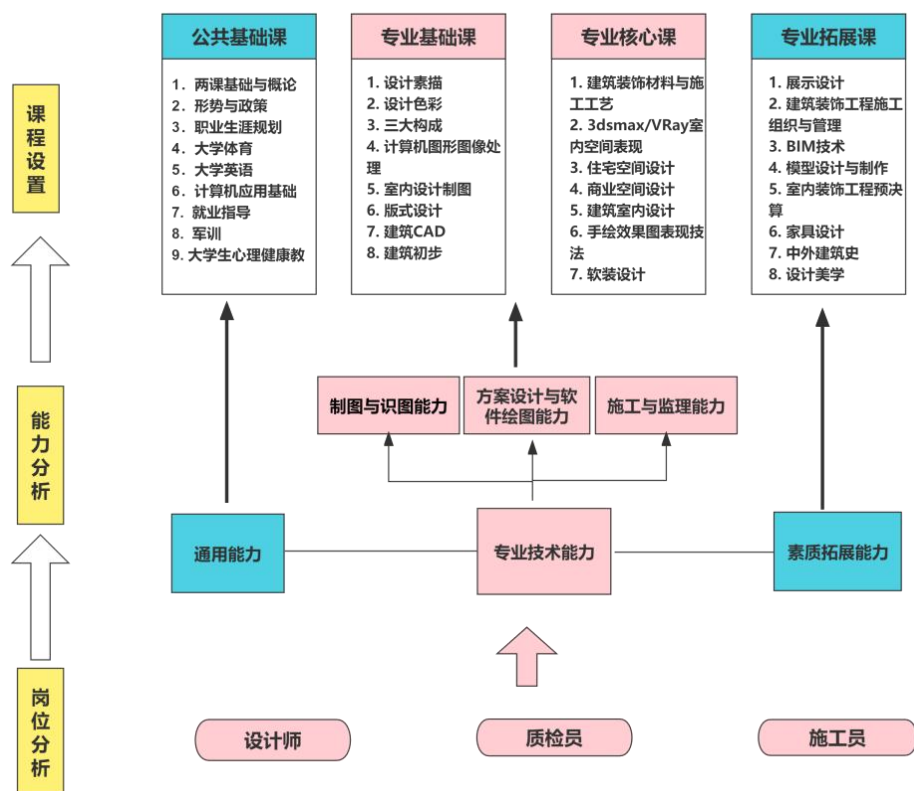 公共基础课
1. 两课基础与概论
2. 形势与政策
3. 职业生涯规划
4. 大学体育
5. 大学英语
6. 计算机应用基础
7. 就业指导
8. 军训
9. 大学生心理健康教
专业基础课
1. 设计素描
2. 设计色彩
3. 三大构成
4. 计算机图形图像处
理
5. 室内设计制图
6. 版式设计
7. 建筑CAD
8. 建筑初步
专业核心课
1. 建筑装饰材料与施
工工艺
2. 3dsmax/VRay室
内空间表现
3. 住宅空间设计
4. 商业空间设计
5. 建筑室内设计
6. 手绘效果图表现技
法
7. 软装设计
专业拓展课
1. 展示设计
2. 建筑装饰工程施工
组织与管理
3. BIM技术
4. 模型设计与制作
5. 室内装饰工程预决
算
6. 家具设计
7. 中外建筑史
8. 设计美学
课程设置
制图与识图能力
方案设计与软
件绘图能力
施工与监理能力
能力分析
通用能力
专业技术能力
素质拓展能力
岗位分析
设计师
质检员
施工员